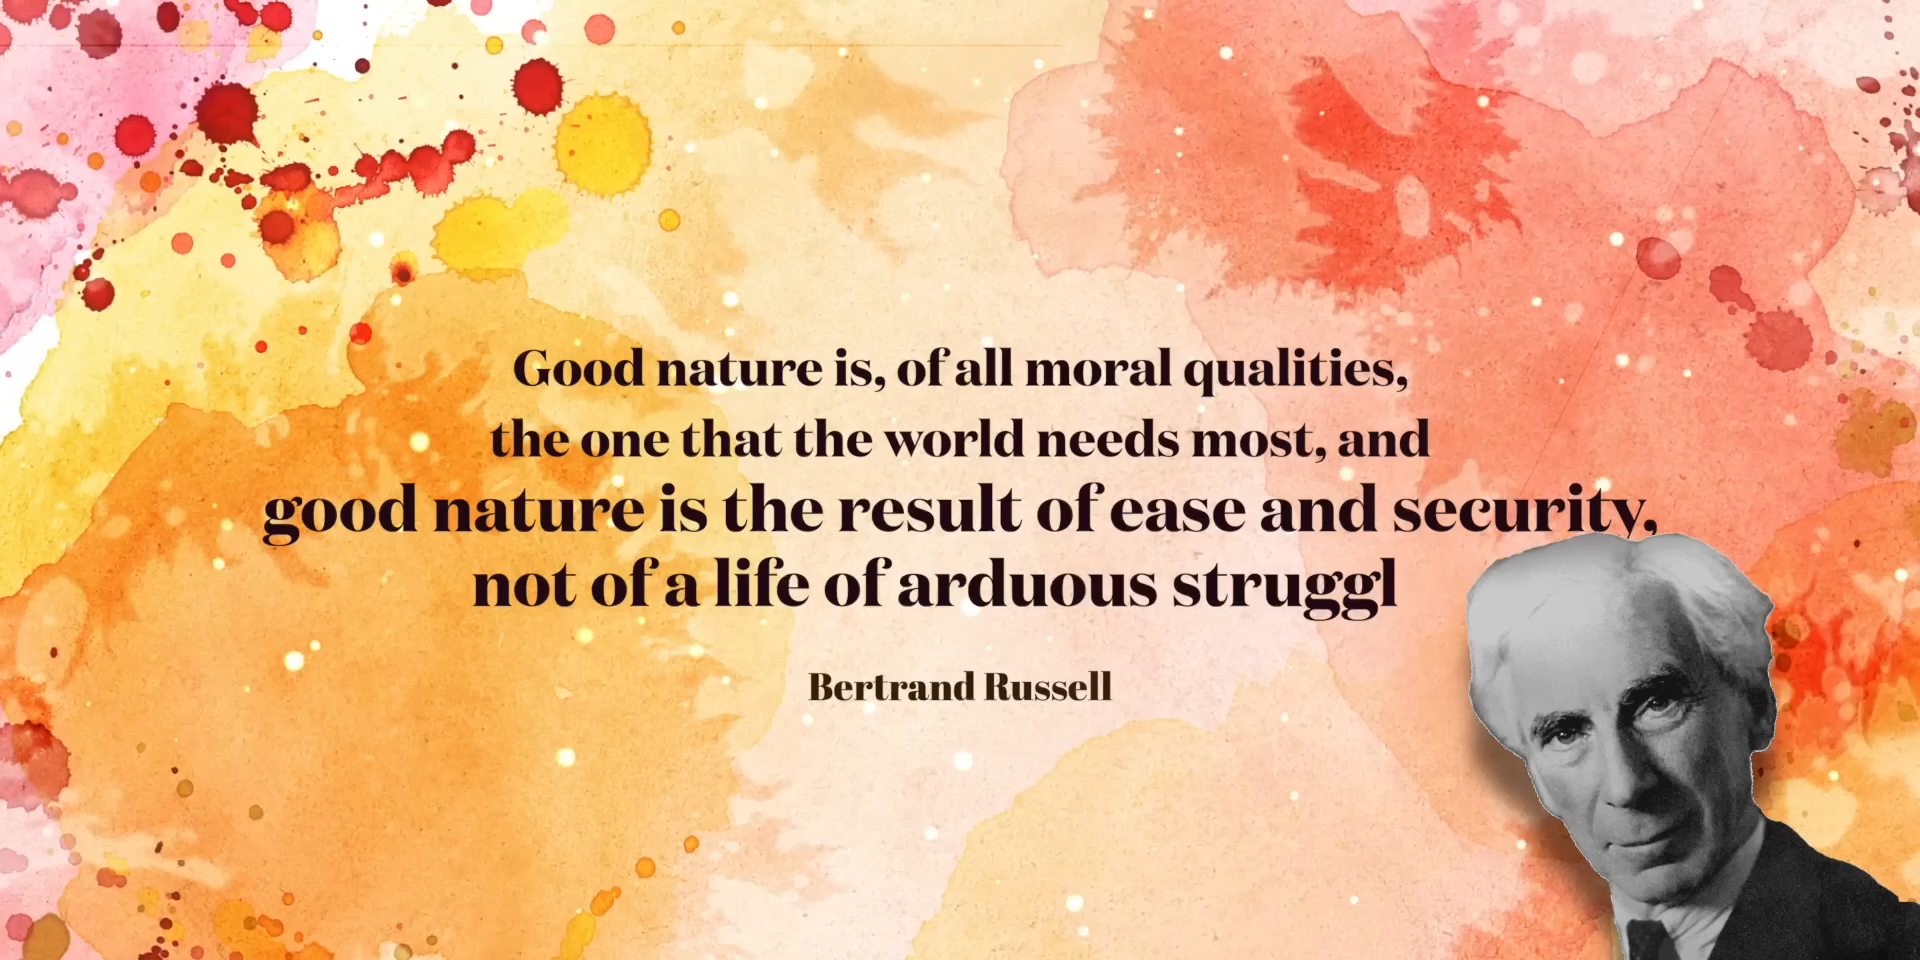 Good nature is, of all moral qualities,
the one that the world needs most, and
good nature is the result of ease and security,
not of a life of arduous struggl
Bertrand Russell